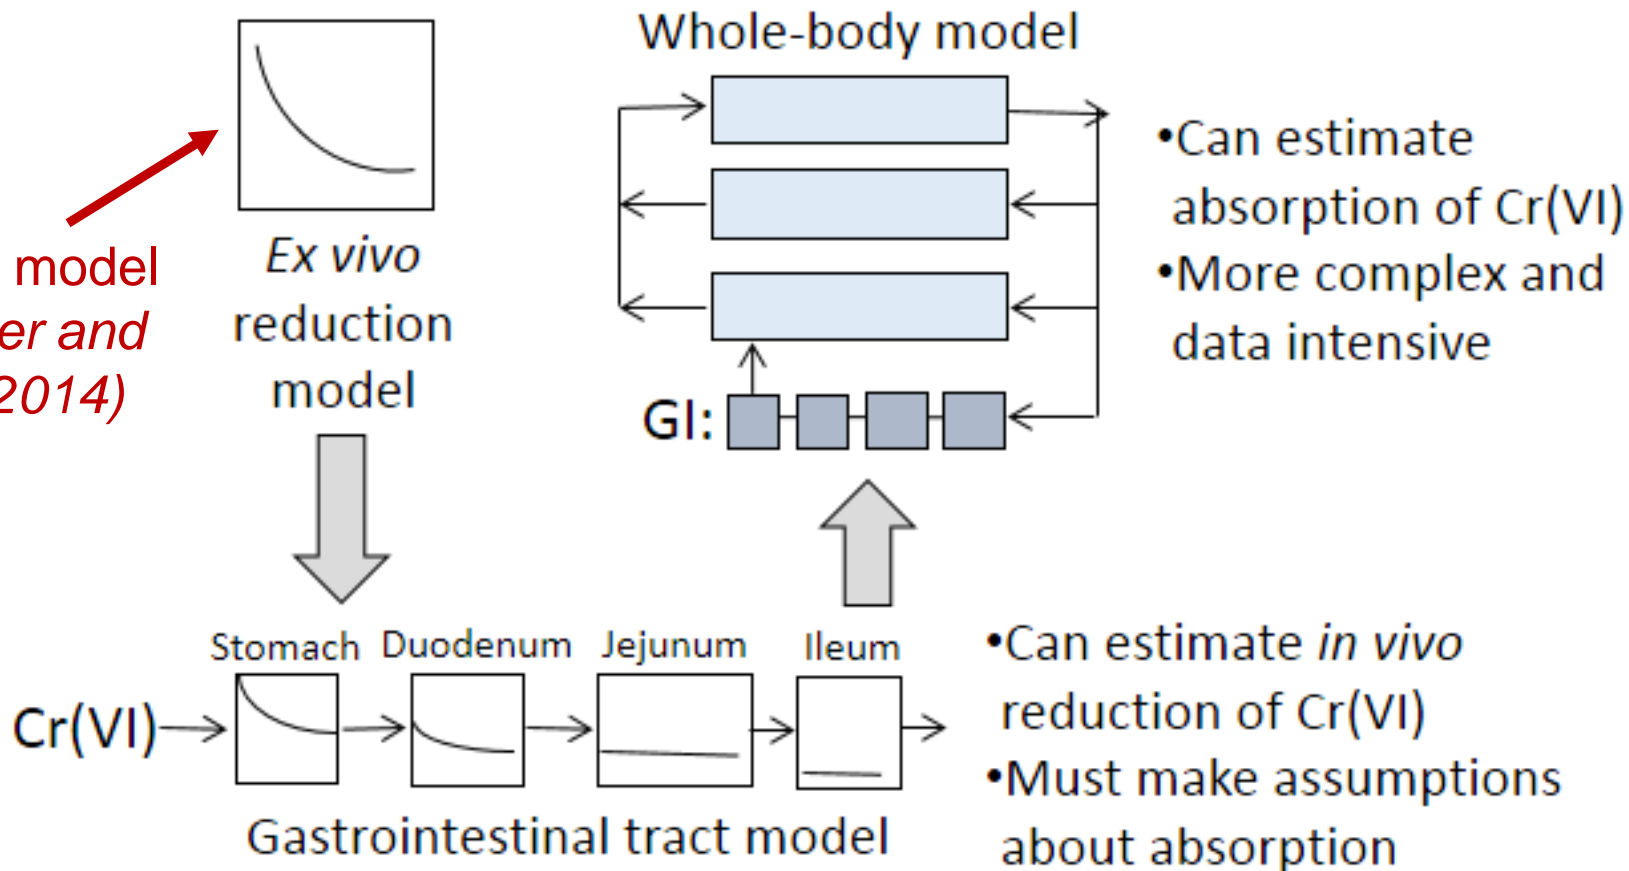 Whole-body model
•Can estimate
absorption of Cr(VI)
•More complex and
data intensive
model
er and
2014)
Ex vivo
reduction
model
GI:
Stomach
Duodenum
Jejunum
Ileum
Cr(VI)
Gastrointestinal tract model
•Can estimate in vivo
reduction of Cr(VI)
•Must make assumptions
about absorption